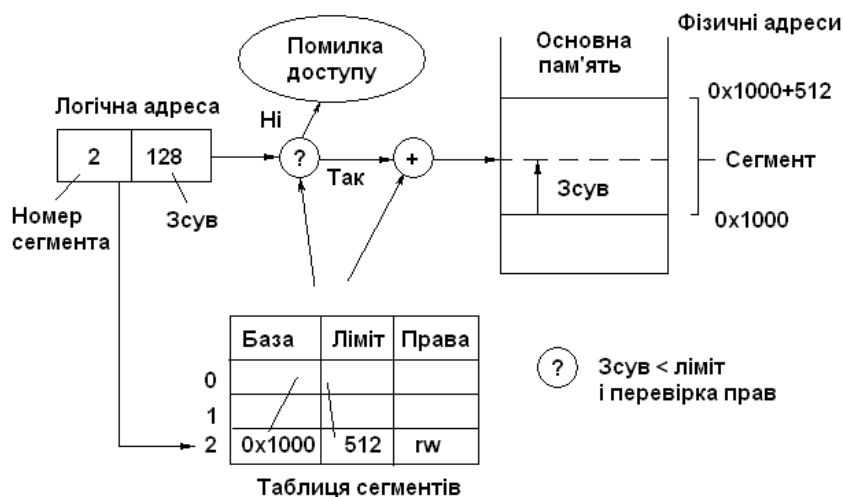 Помилка
доступу
Основна
пам'ять
Фізичні адреси
Логічна адреса
Ні
0x1000+512
2
128
?
+
Так
Сегмент
Зсув
Номер
сегмента
Зсув
0x1000
База Ліміт Права
0
1
2 0x1000 512 rw
Таблиця сегментів
?
Зсув < ліміт
і перевірка прав